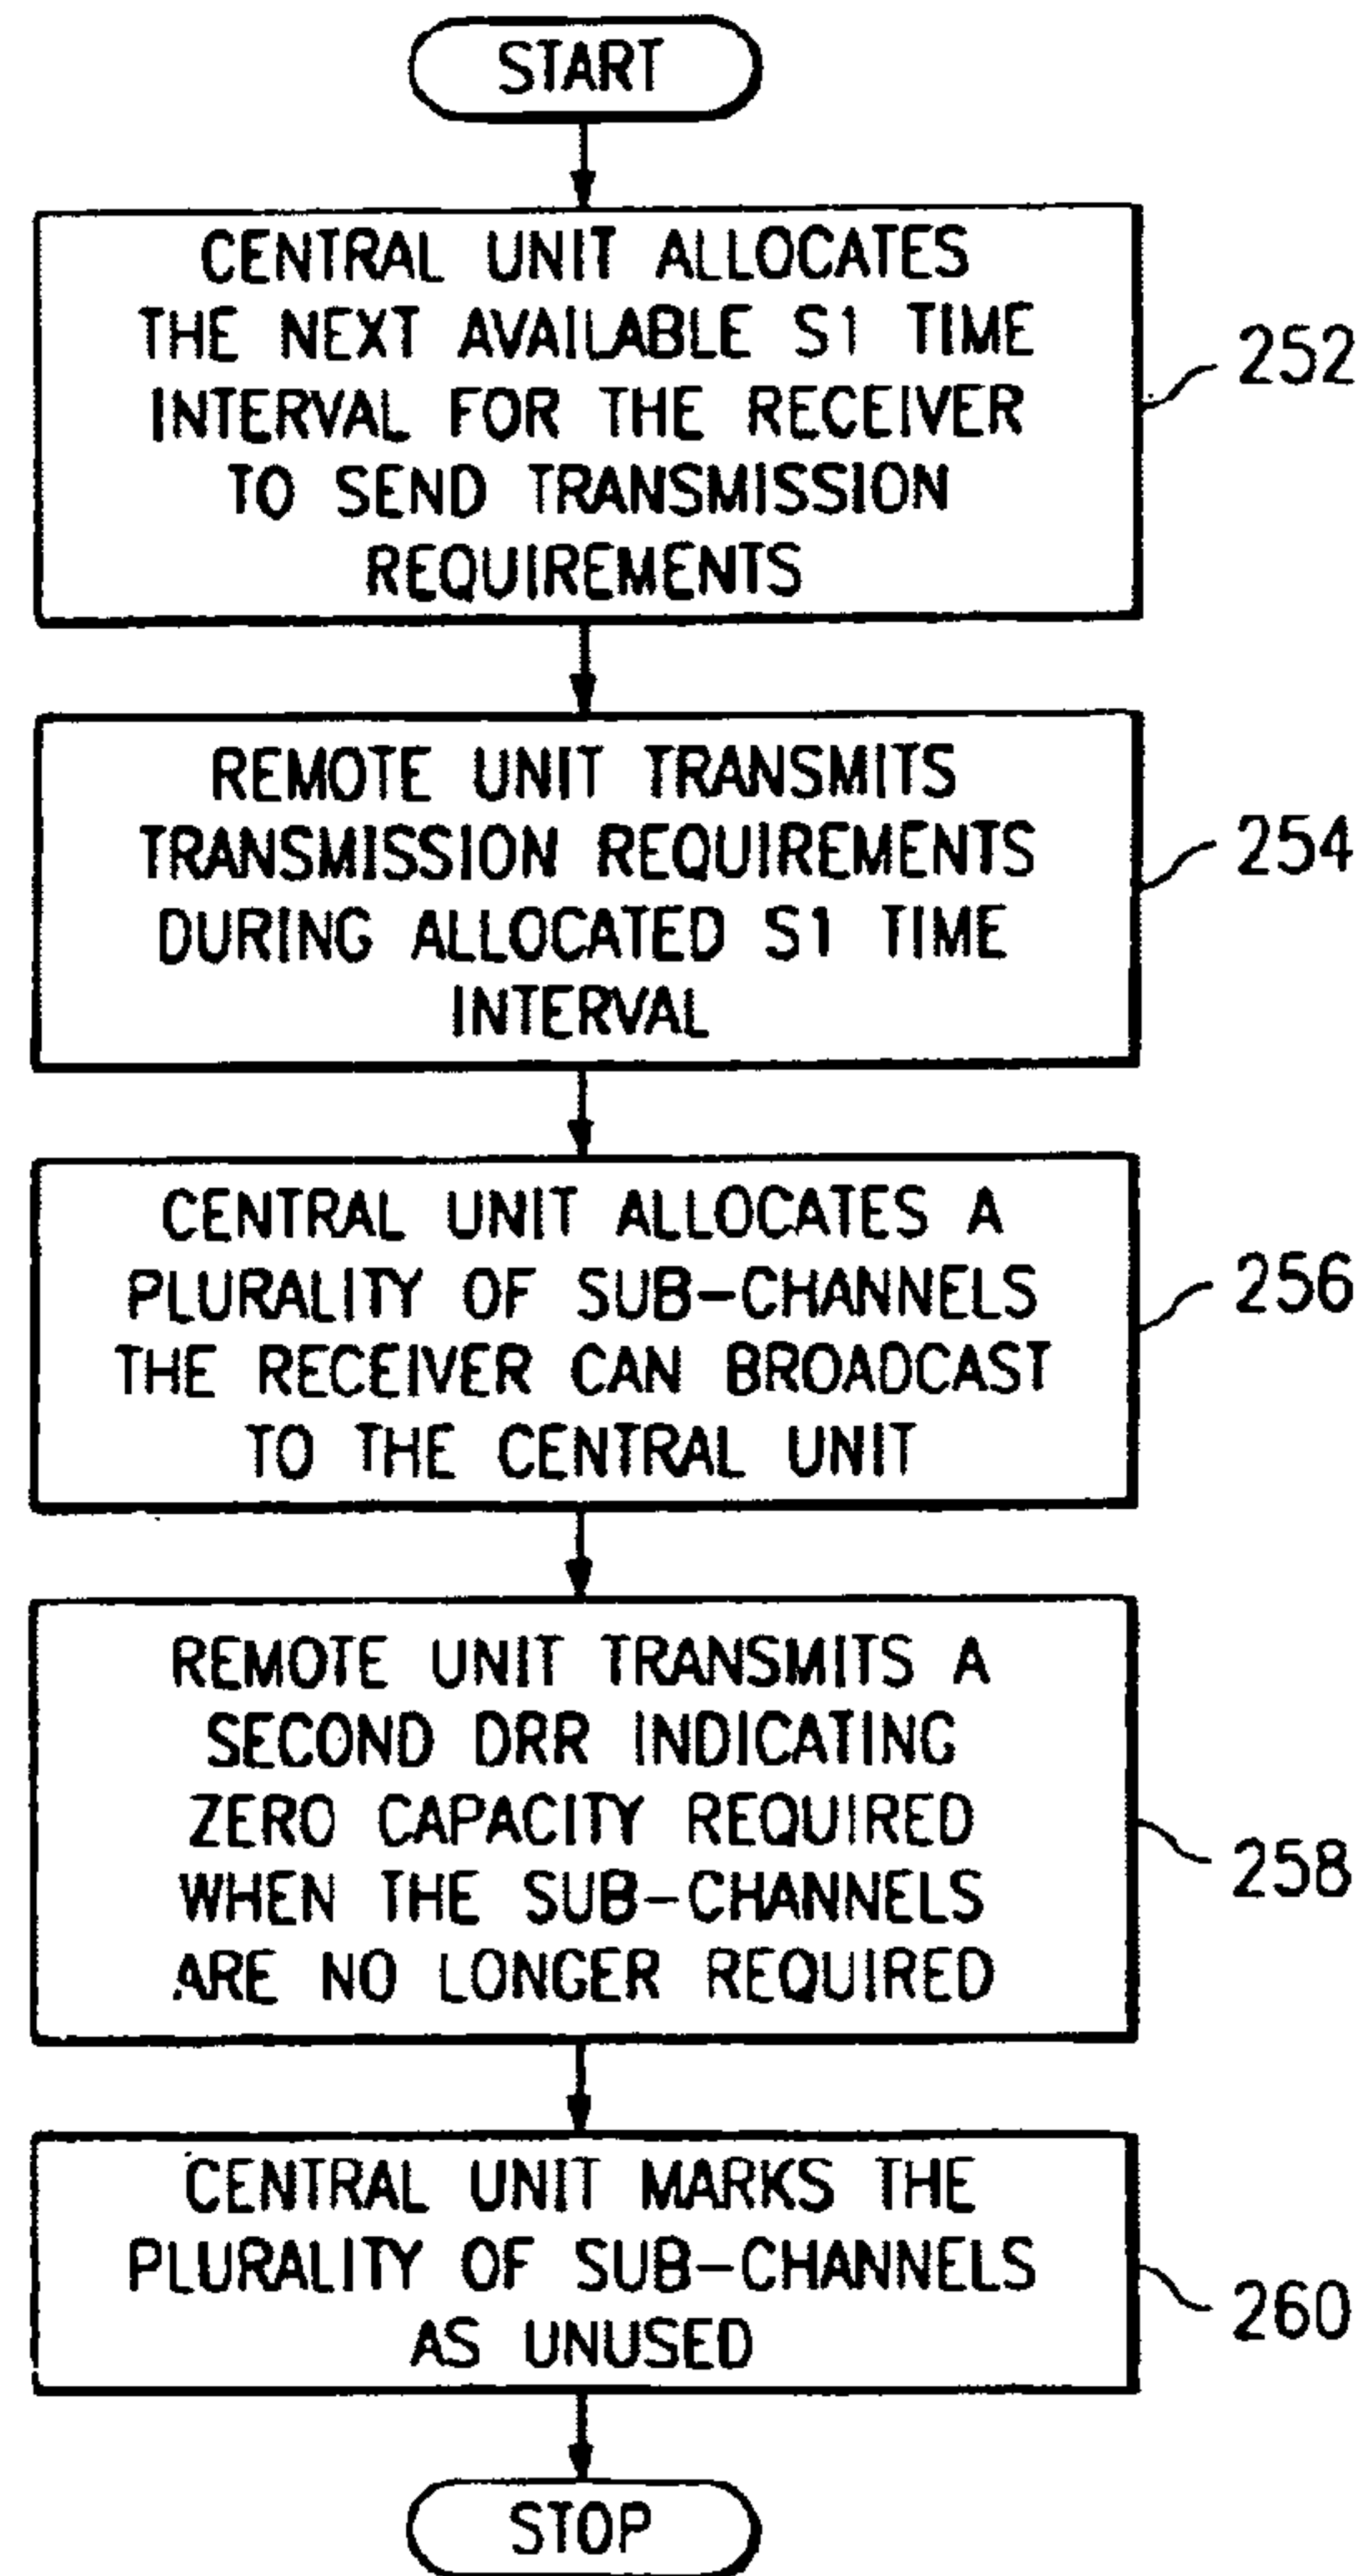 START
CENTRAL UNIT ALLOCATES
THE NEXT AVAILABLE S1 TIME
INTERVAL FOR THE RECEIVER
TO SEND TRANSMISSION
REQUIREMENTS
252
REMOTE UNIT TRANSMITS
TRANSMISSION REQUIREMENTS
DURING ALLOCATED S1 TIME
INTERVAL
254
CENTRAL UNIT ALLOCATES A
PLURALITY OF SUB-CHANNELS
THE RECEIVER CAN BROADCAST
TO THE CENTRAL UNIT
256
REMOTE UNIT TRANSMITS A
SECOND DRR INDICATING
ZERO CAPACITY REQUIRED
WHEN THE SUB-CHANNELS
ARE NO LONGER REQUIRED
258
CENTRAL UNIT MARKS THE
PLURALITY OF SUB-CHANNELS
AS UNUSED
260
STOP